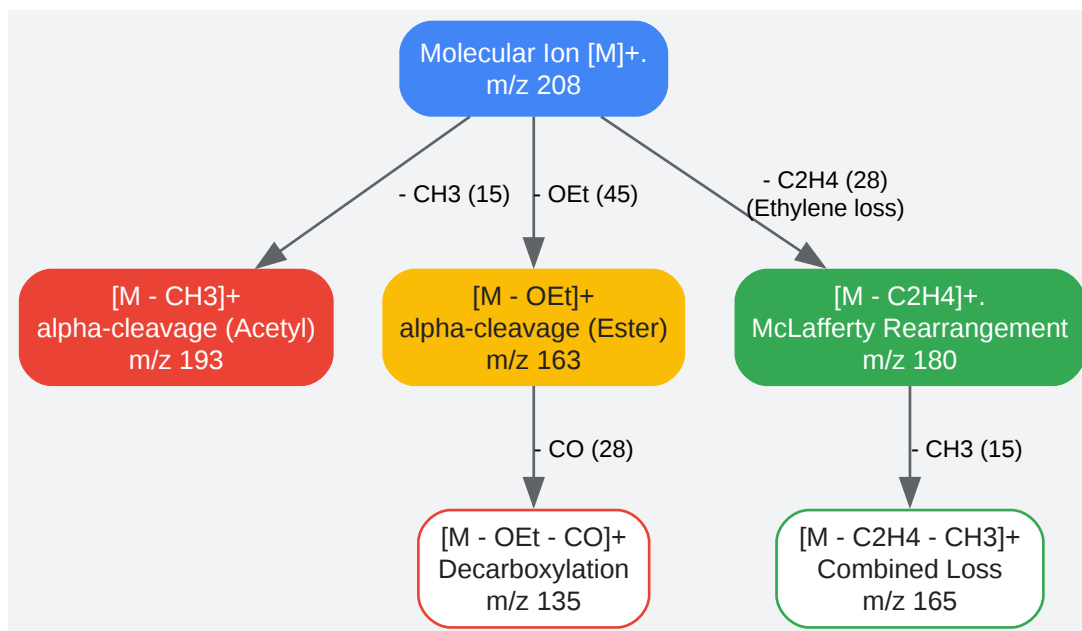 Molecular Ion [M]+.
m/z 208
- CH3 (15)
- OEt (45)
- C2H4 (28)
(Ethylene loss)
[M - CH3]+
alpha-cleavage (Acetyl)
m/z 193
[M - OEt]+
alpha-cleavage (Ester)
m/z 163
[M - C2H4]+.
McLafferty Rearrangement
m/z 180
- CO (28)
- CH3 (15)
[M - OEt - CO]+
Decarboxylation
m/z 135
[M - C2H4 - CH3]+
Combined Loss
m/z 165